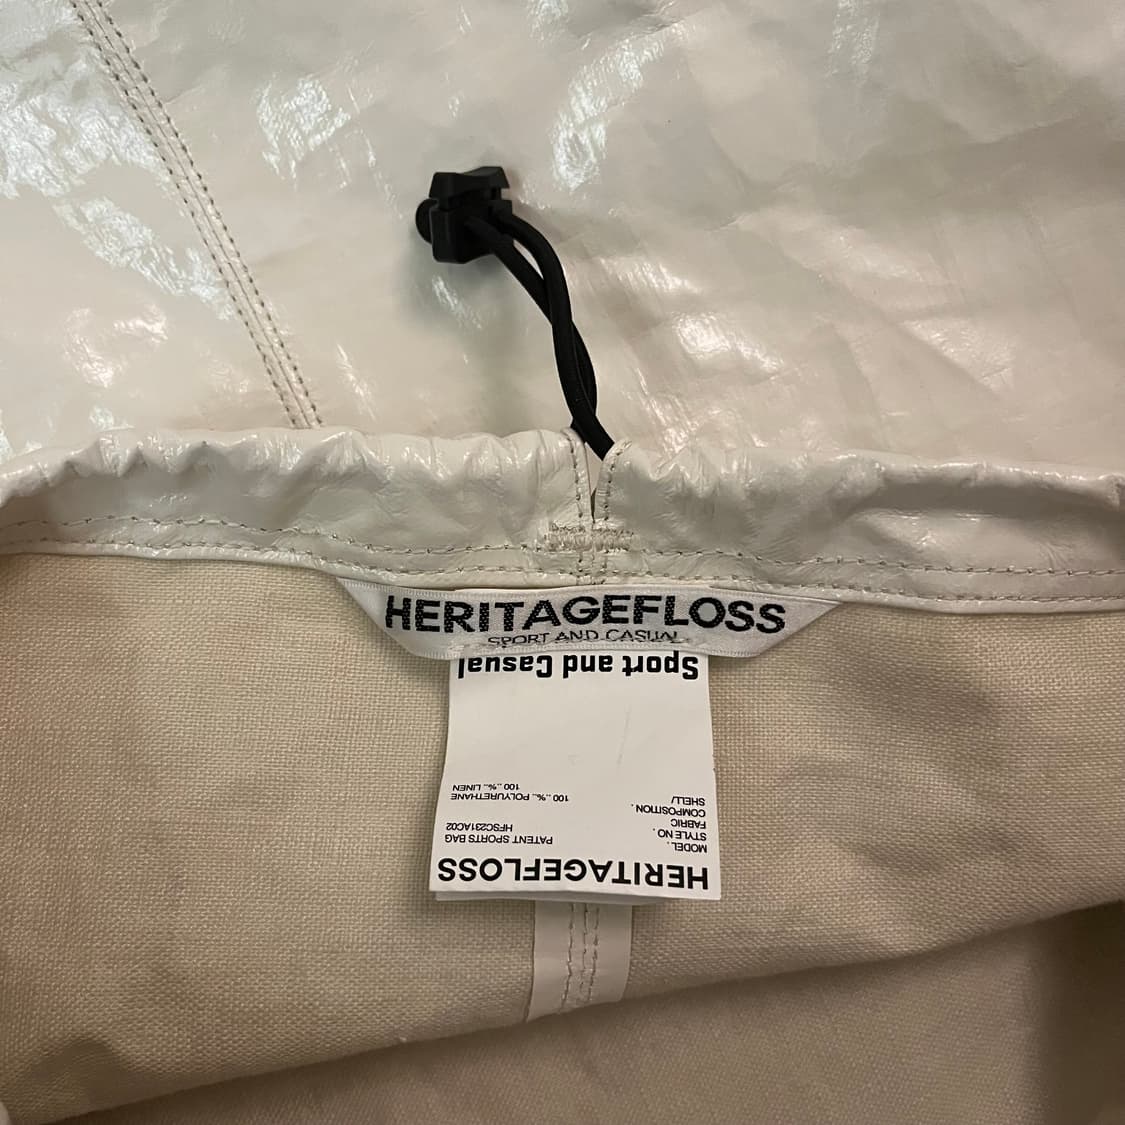 HERITAGEFLOSS
SPORT AND CASUAL
HERITAGEFLOSS
MODEL. PATENT SPORTS BAG
STYLE NO. HFSC231AC02
FABRIC
COMPOSITION.
SHELL/ 100..%.. POLYURETHANE
100..%.. LINEN
Sport and Casual